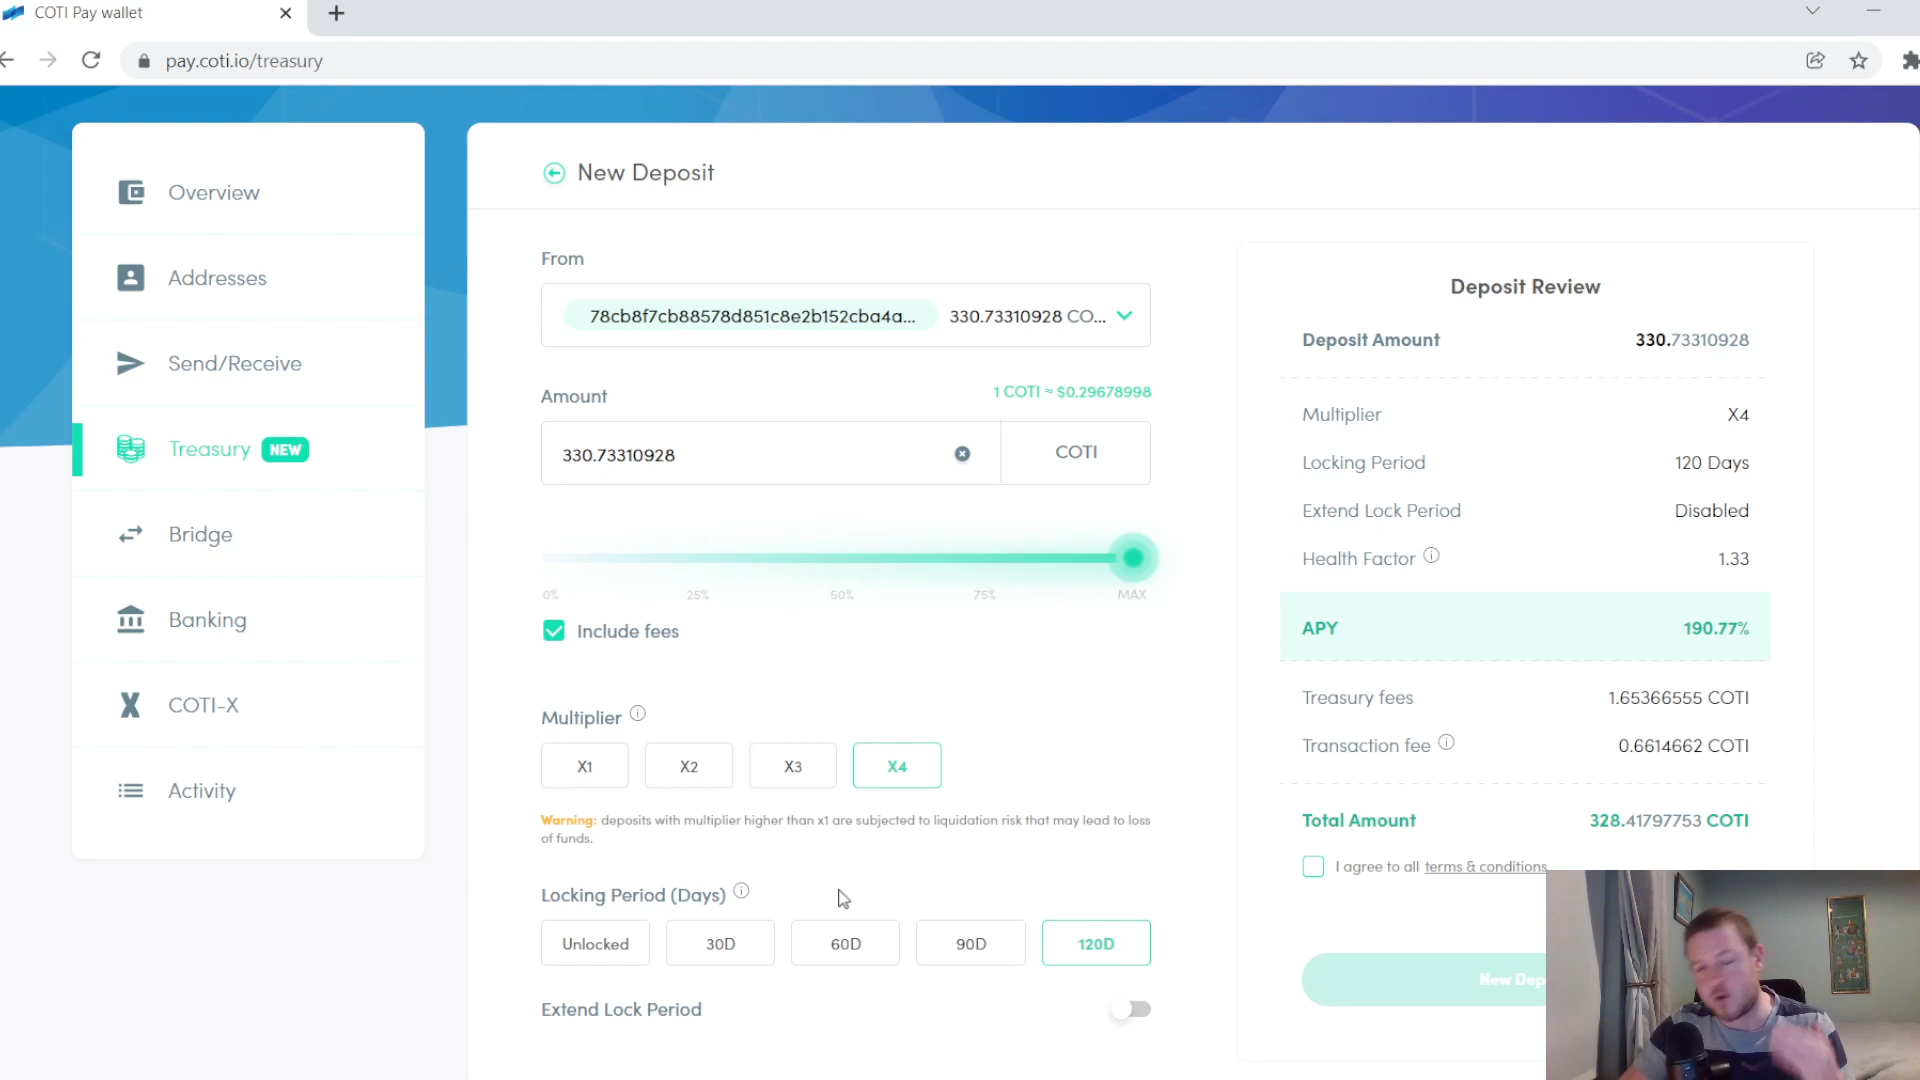 COTI Pay wallet
pay.coti.io/treasury
Overview
Addresses
Send/Receive
Treasury NEW
Bridge
Banking
COTI-X
Activity
New Deposit
From
78cb8f7cb88578d851c8e2b152cba4a... 330.73310928 CO...
Amount 1 COTI ≈ $0.29678998
330.73310928 COTI
0% 25% 50% 75% MAX
Include fees
Multiplier
X1 X2 X3 X4
Warning: deposits with multiplier higher than x1 are subjected to liquidation risk that may lead to loss
of funds.
Locking Period (Days)
Unlocked 30D 60D 90D 120D
Extend Lock Period
Deposit Review
Deposit Amount 330.73310928
Multiplier X4
Locking Period 120 Days
Extend Lock Period Disabled
Health Factor 1.33
APY 190.77%
Treasury fees 1.65366555 COTI
Transaction fee 0.6614662 COTI
Total Amount 328.41797753 COTI
I agree to all terms & conditions
New Dep